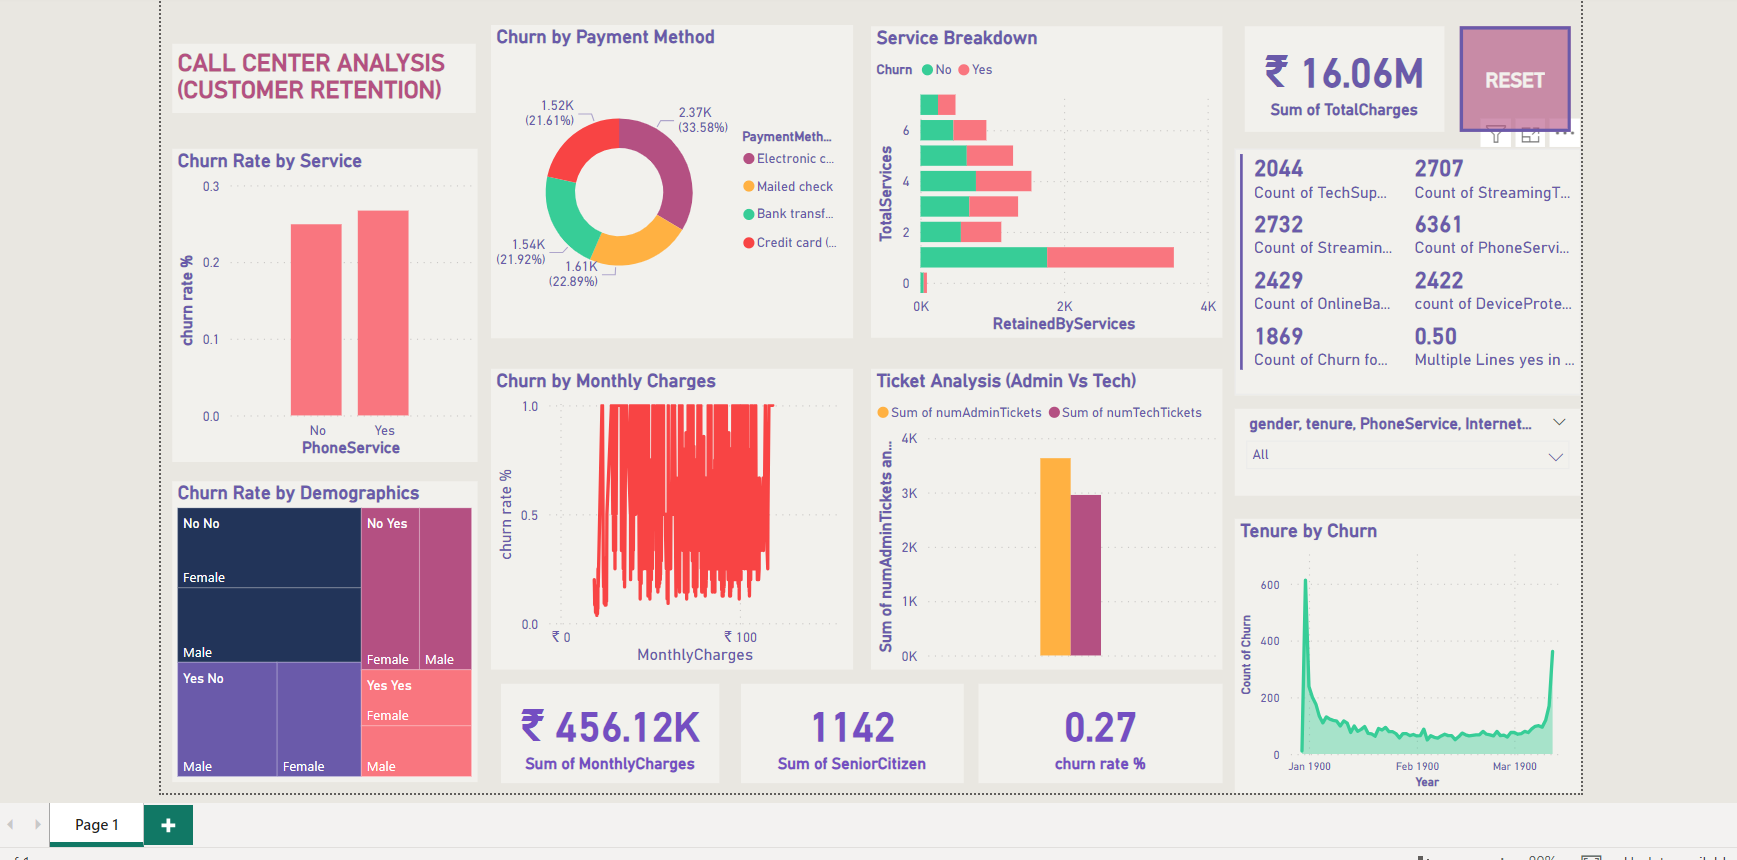 CALL CENTER ANALYSIS
(CUSTOMER RETENTION)
Churn Rate by Service
0.3
0.2
0.1
0.0
churn rate %
No
Yes
PhoneService
Churn Rate by Demographics
No No
Female
Male
No Yes
Female
Male
Yes No
Male
Female
Yes Yes
Female
Male
Churn by Payment Method
1.52K
(21.61%)
2.37K
(33.58%)
1.54K
(21.92%)
1.61K
(22.89%)
PaymentMeth...
Electronic c...
Mailed check
Bank transf...
Credit card (...
Churn by Monthly Charges
1.0
0.5
0.0
churn rate %
₹ 0
₹ 100
MonthlyCharges
Service Breakdown
Churn No Yes
6
4
2
0
TotalServices
0K
2K
4K
RetainedByServices
Ticket Analysis (Admin Vs Tech)
Sum of numAdminTickets Sum of numTechTickets
4K
3K
2K
1K
0K
Sum of numAdminTickets an...
₹ 456.12K
Sum of MonthlyCharges
1142
Sum of SeniorCitizen
0.27
churn rate %
₹ 16.06M
Sum of TotalCharges
RESET
2044
Count of TechSup...
2707
Count of StreamingT...
2732
Count of Streamin...
6361
Count of PhoneServi...
2429
Count of OnlineBa...
2422
count of DeviceProte...
1869
Count of Churn fo...
0.50
Multiple Lines yes in ...
gender, tenure, PhoneService, Internet...
All
Tenure by Churn
600
400
200
0
Count of Churn
Jan 1900
Feb 1900
Mar 1900
Year
Page 1